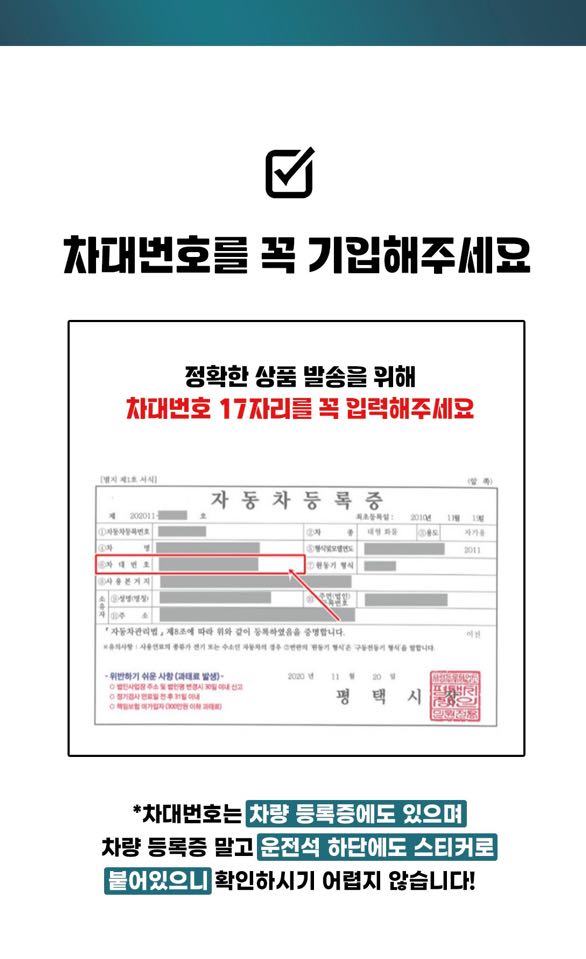 차대번호를 꼭 기입해주세요
정확한 상품 발송을 위해
차대번호 17자리를 꼭 입력해주세요
[별지 제1호 서식] (앞 쪽)
자동차등록증
제 202011- 호 최초등록일 : 2010년 11월 19일
①자동차등록번호 ②차 종 대형 화물 ③용도 자가용
④차 명 ⑤형식및모델연도 2011
⑥차 대 번 호 ⑦원동기 형식
⑧사 용 본 거 지
소유자 ⑨성명(명칭) ⑩주민(법인)등록번호
⑪주 소
「자동차관리법」제8조에 따라 위와 같이 등록하였음을 증명합니다. 이전
※유의사항 : 사용연료의 종류가 전기 또는 수소인 자동차의 경우 ⑦번란의 '원동기 형식'은 '구동전동기 형식'을 말합니다.
- 위반하기 쉬운 사항 (과태료 발생)-
○ 법인사업장 주소 및 법인명 변경시 30일 이내 신고
○ 정기검사 만료일 전 후 31일 이내
○ 책임보험 미가입자 (300만원 이하 과태료)
2020 년 11 월 20 일
평 택 시 장
*차대번호는 차량 등록증에도 있으며
차량 등록증 말고 운전석 하단에도 스티커로
붙어있으니 확인하시기 어렵지 않습니다!